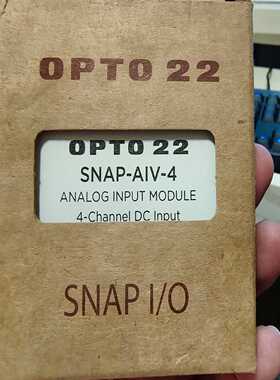 OPTO 22
OPTO 22
SNAP-AIV-4
ANALOG INPUT MODULE
4-Channel DC Input
SNAP I/O